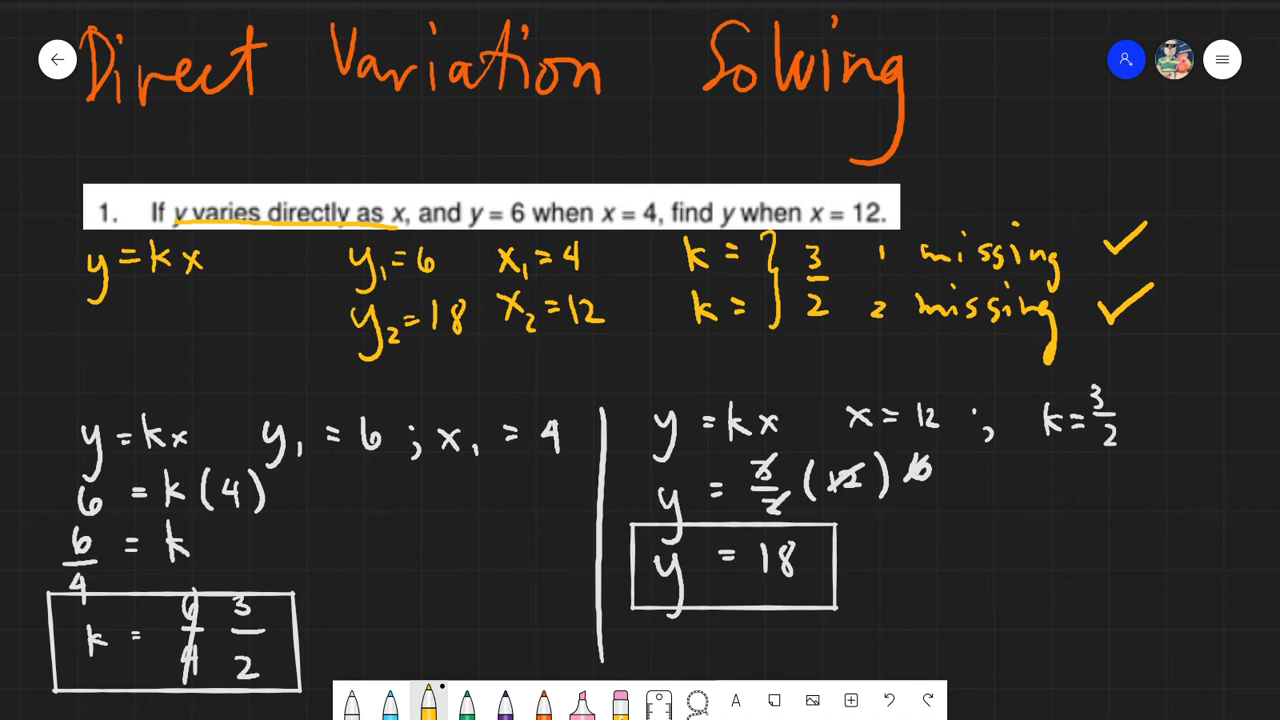 Direct Variation Solving
1. If y varies directly as x, and y = 6 when x = 4, find y when x = 12.
y = kx y₁ = 6 x₁ = 4 k = } 3/2 1 missing ✓
y₂ = 18 x₂ = 12 k = 2 missing ✓
y = kx y₁ = 6 ; x₁ = 4
6 = k(4)
6/4 = k
k = 6/4 3/2
y = kx x = 12 ; k = 3/2
y = 3/2 (12) 6
y = 18
A